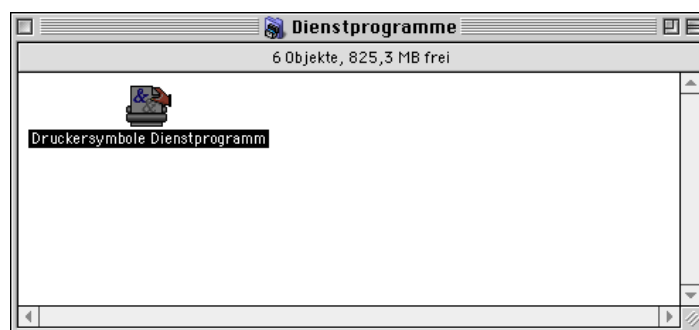 Dienstprogramme
6 Objekte, 825,3 MB frei
Druckersymbole Dienstprogramm